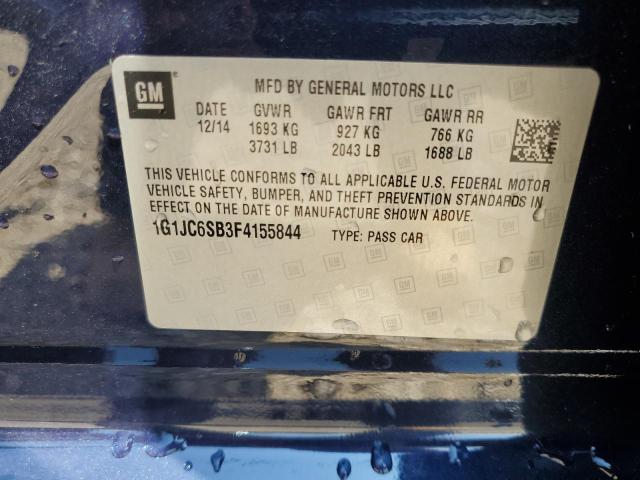 GM
MFD BY GENERAL MOTORS LLC
DATE GVWR GAWR FRT GAWR RR
12/14 1693 KG 927 KG 766 KG
3731 LB 2043 LB 1688 LB
THIS VEHICLE CONFORMS TO ALL APPLICABLE U.S. FEDERAL MOTOR
VEHICLE SAFETY, BUMPER, AND THEFT PREVENTION STANDARDS IN
EFFECT ON THE DATE OF MANUFACTURE SHOWN ABOVE.
1G1JC6SB3F4155844 TYPE: PASS CAR